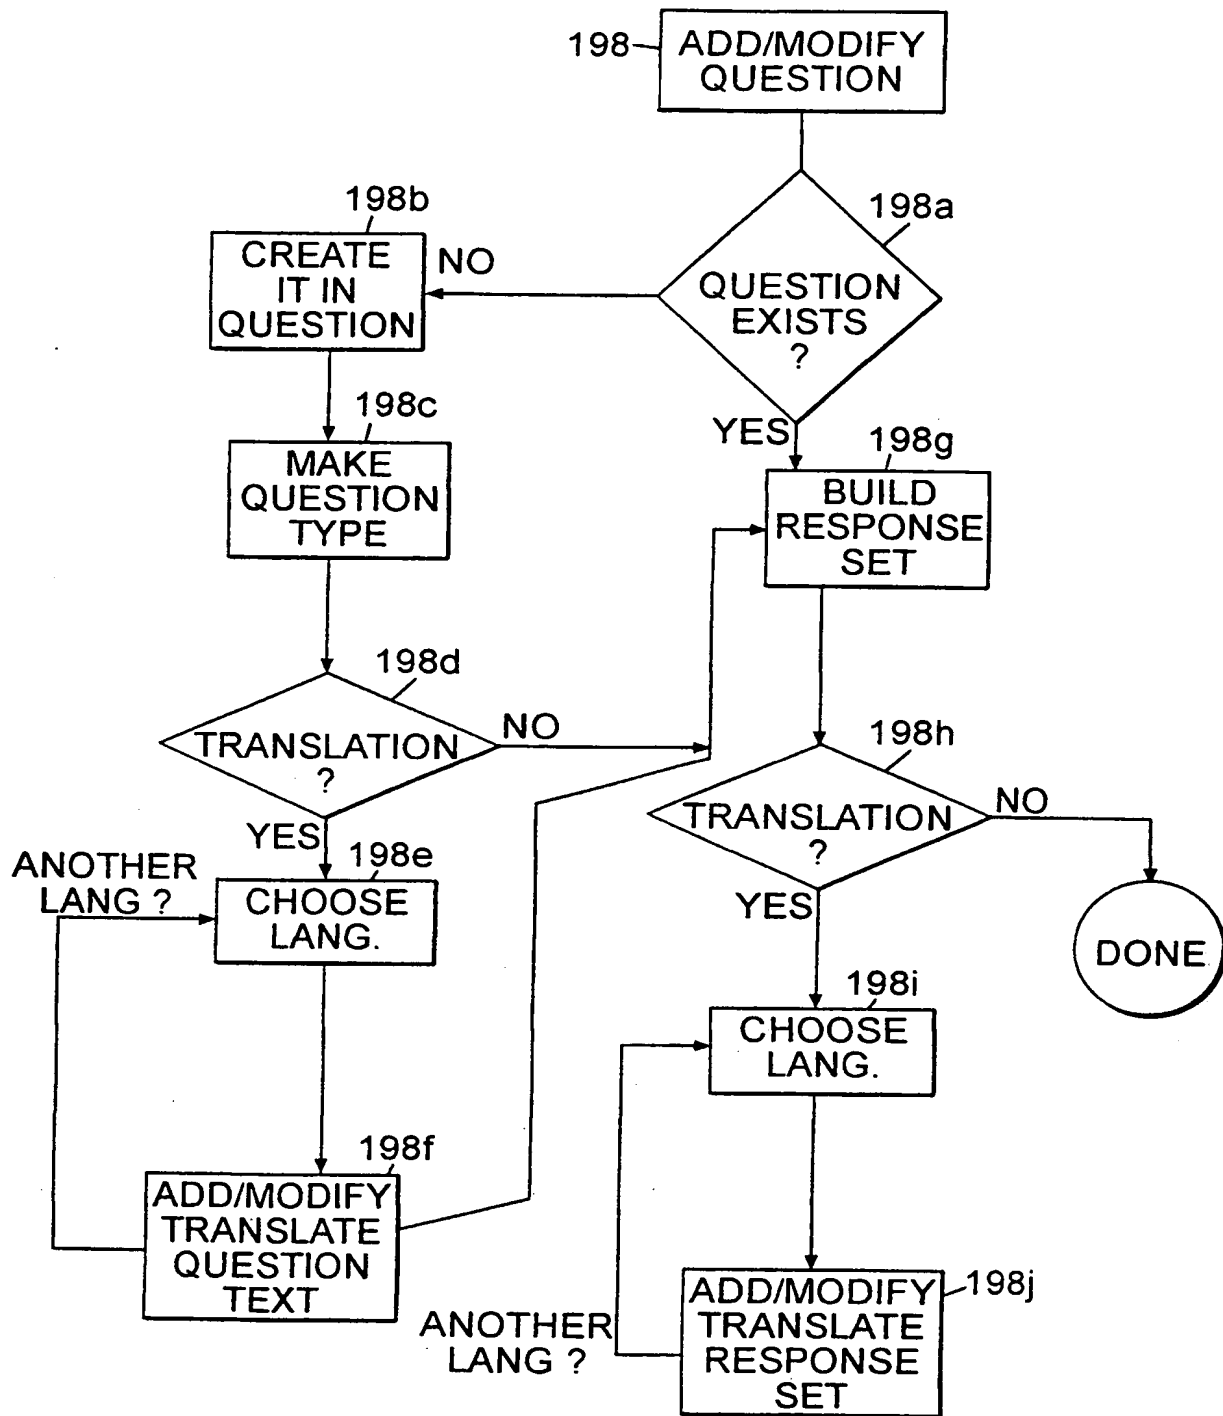 198
ADD/MODIFY
QUESTION
198a
QUESTION
EXISTS
?
NO
YES
198b
CREATE
IT IN
QUESTION
198c
MAKE
QUESTION
TYPE
198d
TRANSLATION
?
NO
YES
198e
CHOOSE
LANG.
ANOTHER
LANG ?
198f
ADD/MODIFY
TRANSLATE
QUESTION
TEXT
198g
BUILD
RESPONSE
SET
198h
TRANSLATION
?
NO
DONE
YES
198i
CHOOSE
LANG.
198j
ADD/MODIFY
TRANSLATE
RESPONSE
SET
ANOTHER
LANG ?